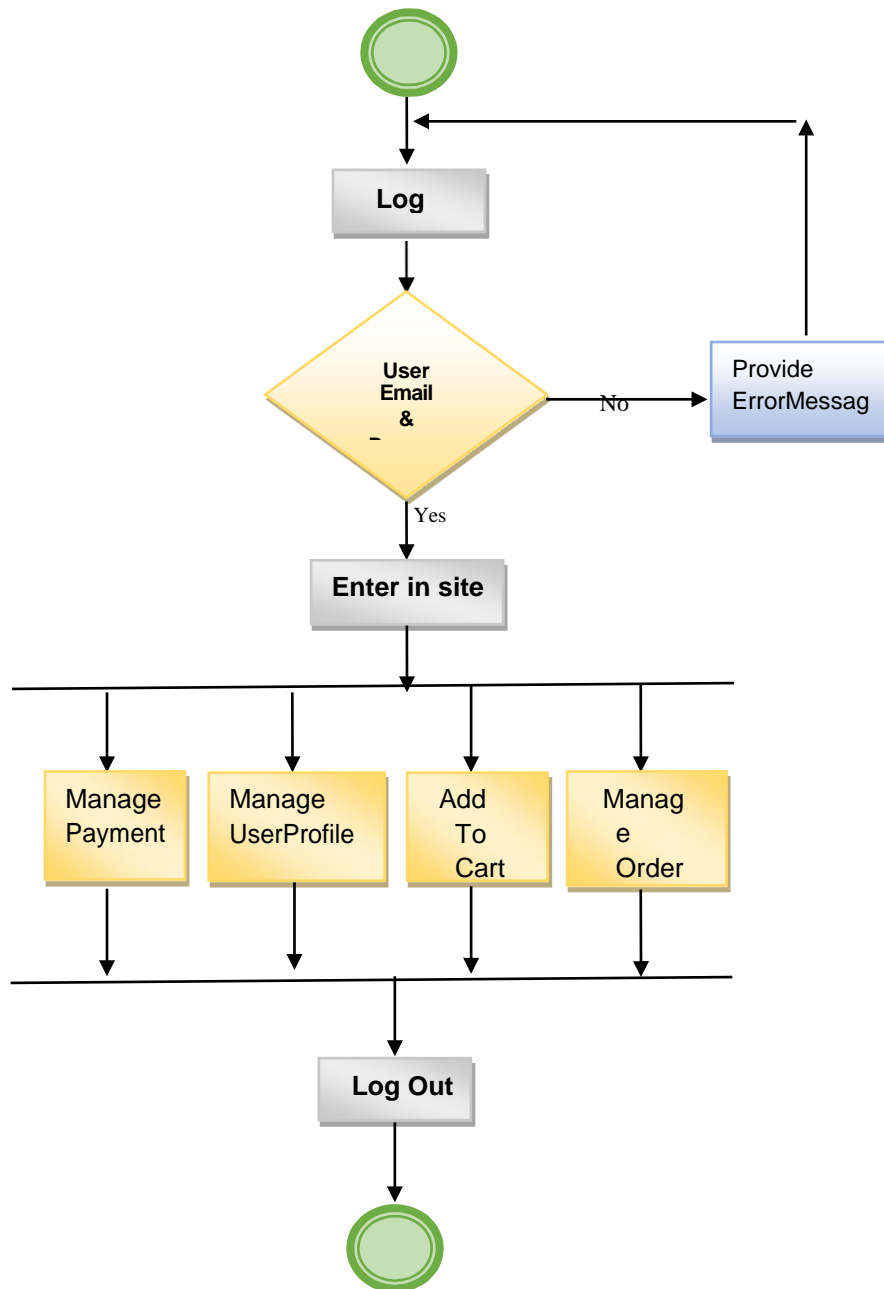 Log
User
Email
&
No
Provide
ErrorMessag
Yes
Enter in site
Manage
Payment
Manage
UserProfile
Add
To
Cart
Manag
e
Order
Log Out